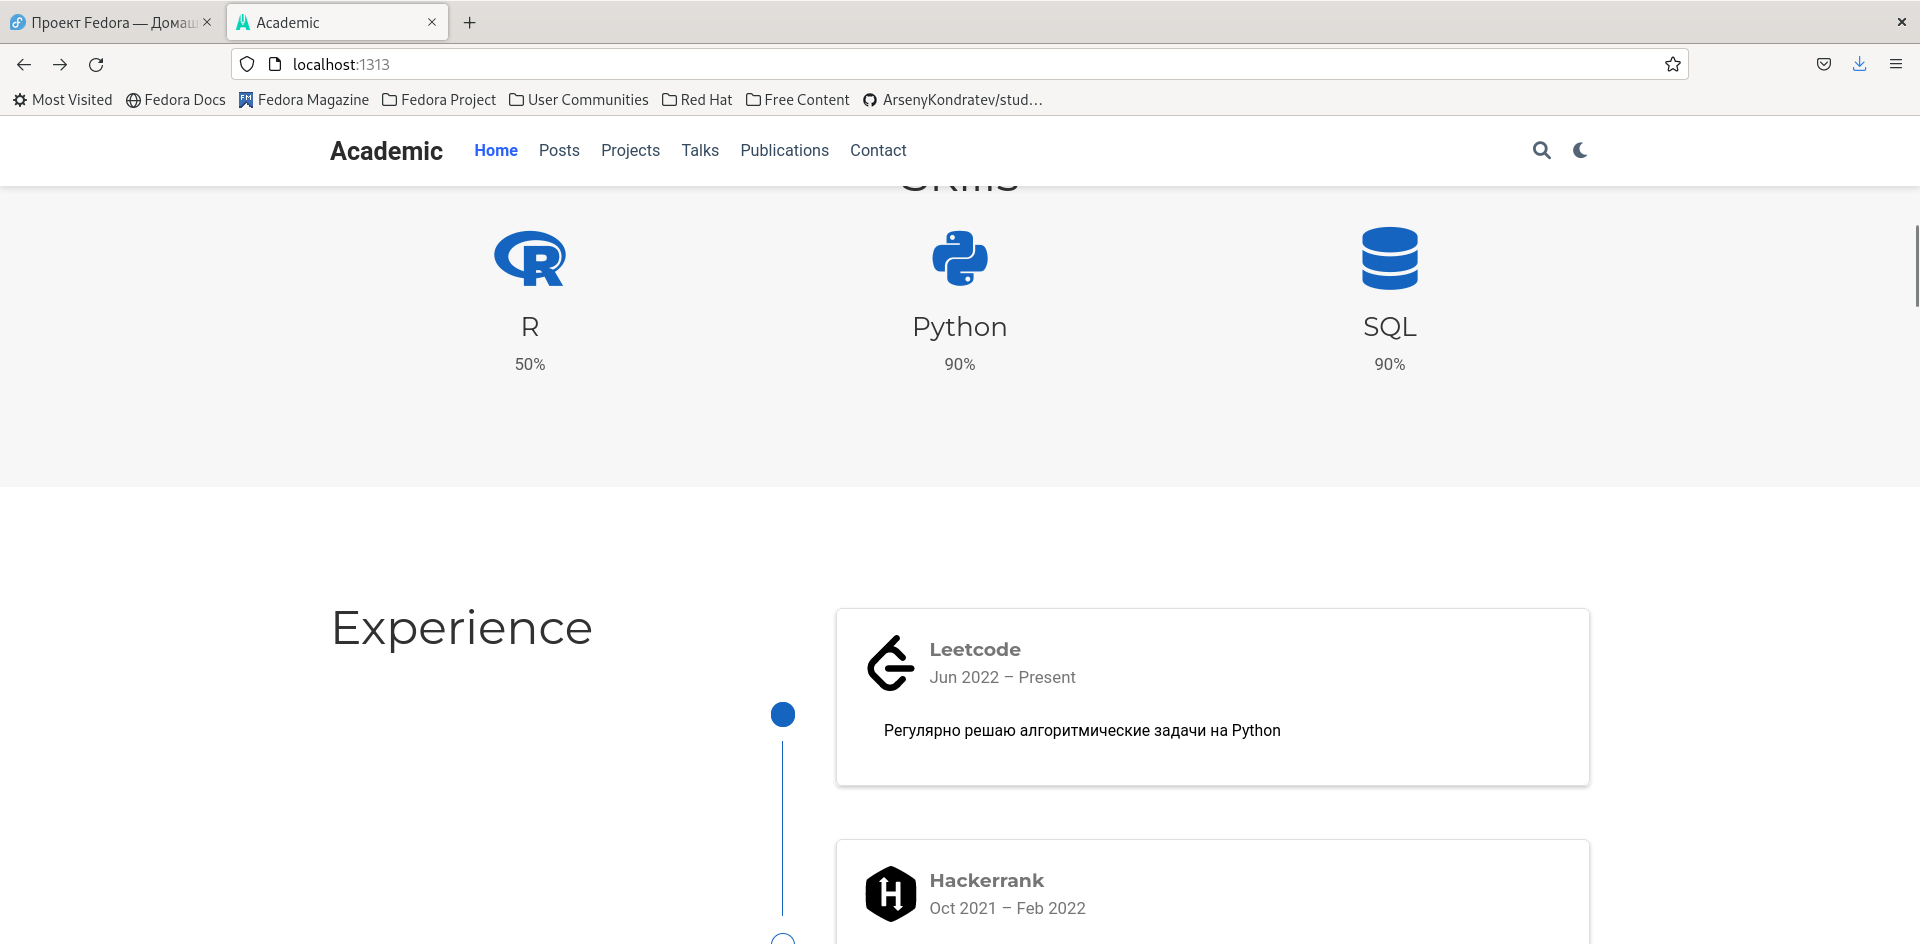 Проект Fedora — Домаш
Academic
localhost:1313
Most Visited Fedora Docs Fedora Magazine Fedora Project User Communities Red Hat Free Content ArsenyKondratev/stud…
Academic Home Posts Projects Talks Publications Contact
Skills
R Python SQL
50% 90% 90%
Experience
Leetcode
Jun 2022 – Present
Регулярно решаю алгоритмические задачи на Python
Hackerrank
Oct 2021 – Feb 2022